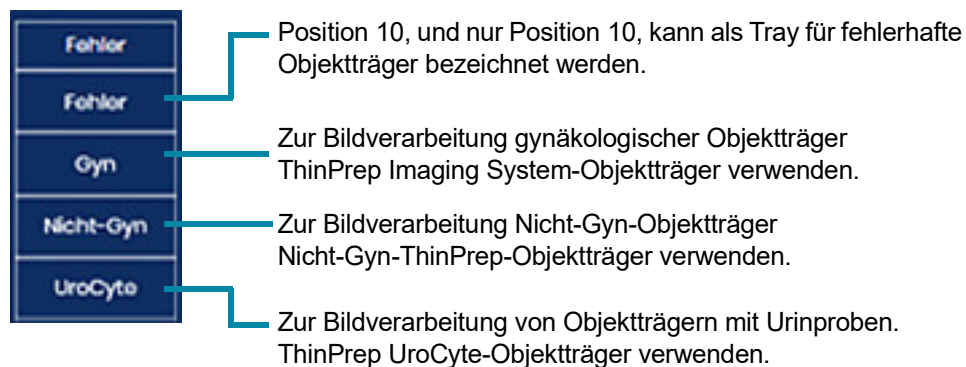 Fehler
Fehler
Gyn
Nicht-Gyn
UroCyte
Position 10, und nur Position 10, kann als Tray für fehlerhafte
Objektträger bezeichnet werden.
Zur Bildverarbeitung gynäkologischer Objektträger
ThinPrep Imaging System-Objektträger verwenden.
Zur Bildverarbeitung Nicht-Gyn-Objektträger
Nicht-Gyn-ThinPrep-Objektträger verwenden.
Zur Bildverarbeitung von Objektträgern mit Urinproben.
ThinPrep UroCyte-Objektträger verwenden.